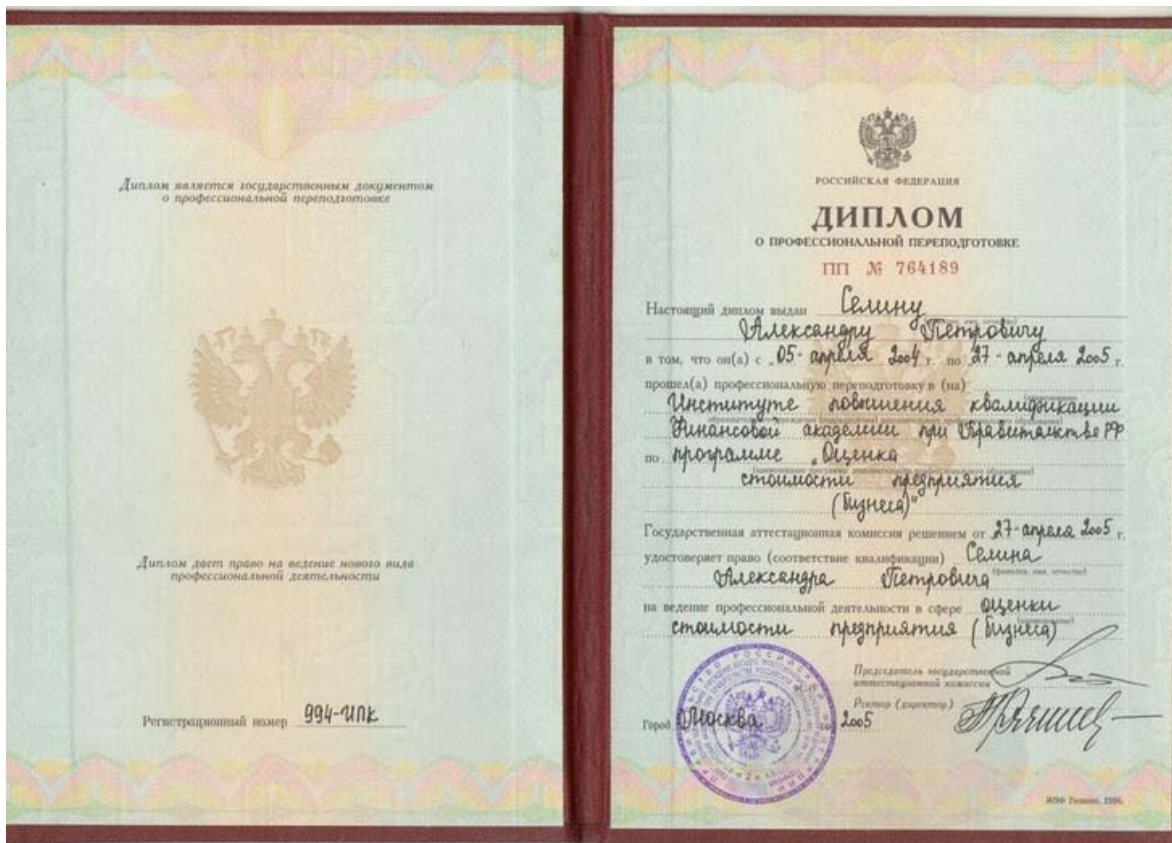 Диплом является государственным документом
о профессиональной переподготовке
Диплом дает право на ведение нового вида
профессиональной деятельности
Регистрационный номер 994-ИПК
РОССИЙСКАЯ ФЕДЕРАЦИЯ
ДИПЛОМ
О ПРОФЕССИОНАЛЬНОЙ ПЕРЕПОДГОТОВКЕ
ПП № 764189
Настоящий диплом выдан Селину
Александру Петровичу
в том, что он(а) с 05-апреля 2004 г. по 27-апреля 2005 г.
прошел(а) профессиональную переподготовку в (на)
Институте повышения квалификации
Финансовой академии при Правительстве РФ
по программе „Оценка
стоимости предприятия
(бизнеса)"
Государственная аттестационная комиссия решением от 27-апреля 2005 г.
удостоверяет право (соответствие квалификации) Селина
(фамилия, имя, отчество)
Александра Петровича
на ведение профессиональной деятельности в сфере оценки
стоимости предприятия (бизнеса)
Председатель государственной
аттестационной комиссии
Ректор (директор)
Город Москва 2005
1996.